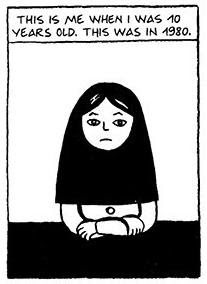 THIS IS ME WHEN I WAS 10
YEARS OLD. THIS WAS IN 1980.